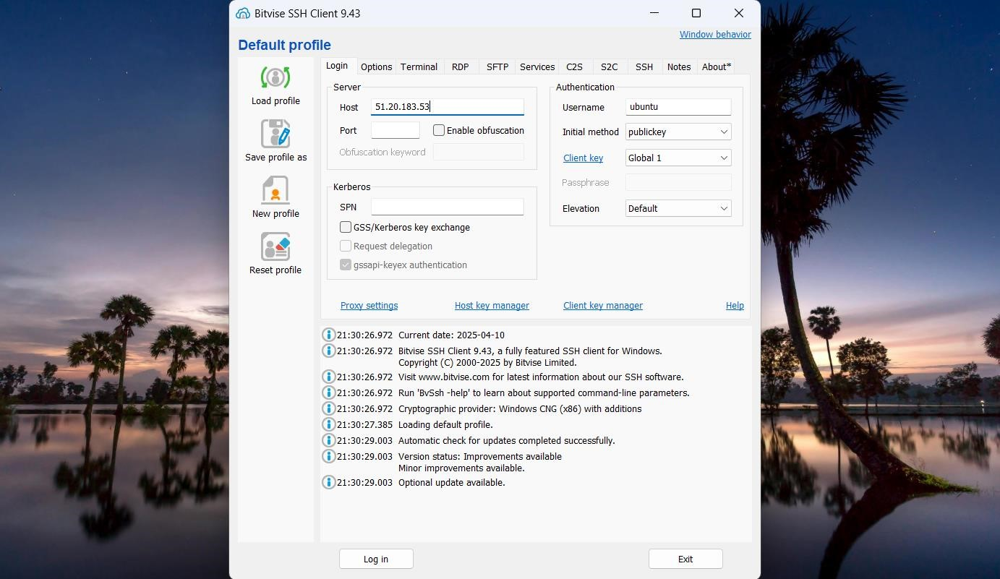 Bitvise SSH Client 9.43
Window behavior
Default profile
Load profile
Save profile as
New profile
Reset profile
Login Options Terminal RDP SFTP Services C2S S2C SSH Notes About*
Server
Host 51.20.183.53
Port Enable obfuscation
Obfuscation keyword
Kerberos
SPN
GSS/Kerberos key exchange
Request delegation
gssapi-keyex authentication
Authentication
Username ubuntu
Initial method publickey
Client key Global 1
Passphrase
Elevation Default
Proxy settings Host key manager Client key manager Help
21:30:26.972 Current date: 2025-04-10
21:30:26.972 Bitvise SSH Client 9.43, a fully featured SSH client for Windows.
Copyright (C) 2000-2025 by Bitvise Limited.
21:30:26.972 Visit www.bitvise.com for latest information about our SSH software.
21:30:26.972 Run 'BvSsh -help' to learn about supported command-line parameters.
21:30:26.972 Cryptographic provider: Windows CNG (x86) with additions
21:30:27.385 Loading default profile.
21:30:29.003 Automatic check for updates completed successfully.
21:30:29.003 Version status: Improvements available
Minor improvements available.
21:30:29.003 Optional update available.
Log in Exit